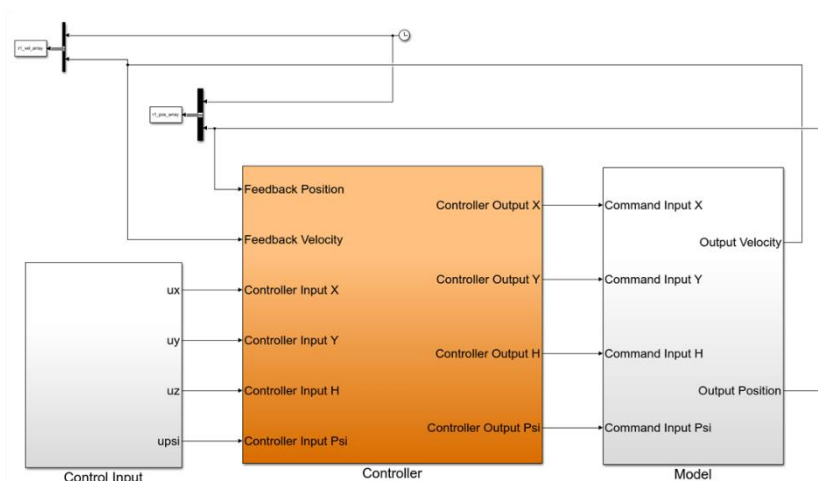 r1_vel_array
r1_pos_array
Feedback Position
Feedback Velocity
Controller Input X
Controller Input Y
Controller Input H
Controller Input Psi
Controller Output X
Controller Output Y
Controller Output H
Controller Output Psi
Command Input X
Command Input Y
Command Input H
Command Input Psi
Output Velocity
Output Position
ux
uy
uz
upsi
Control Input
Controller
Model